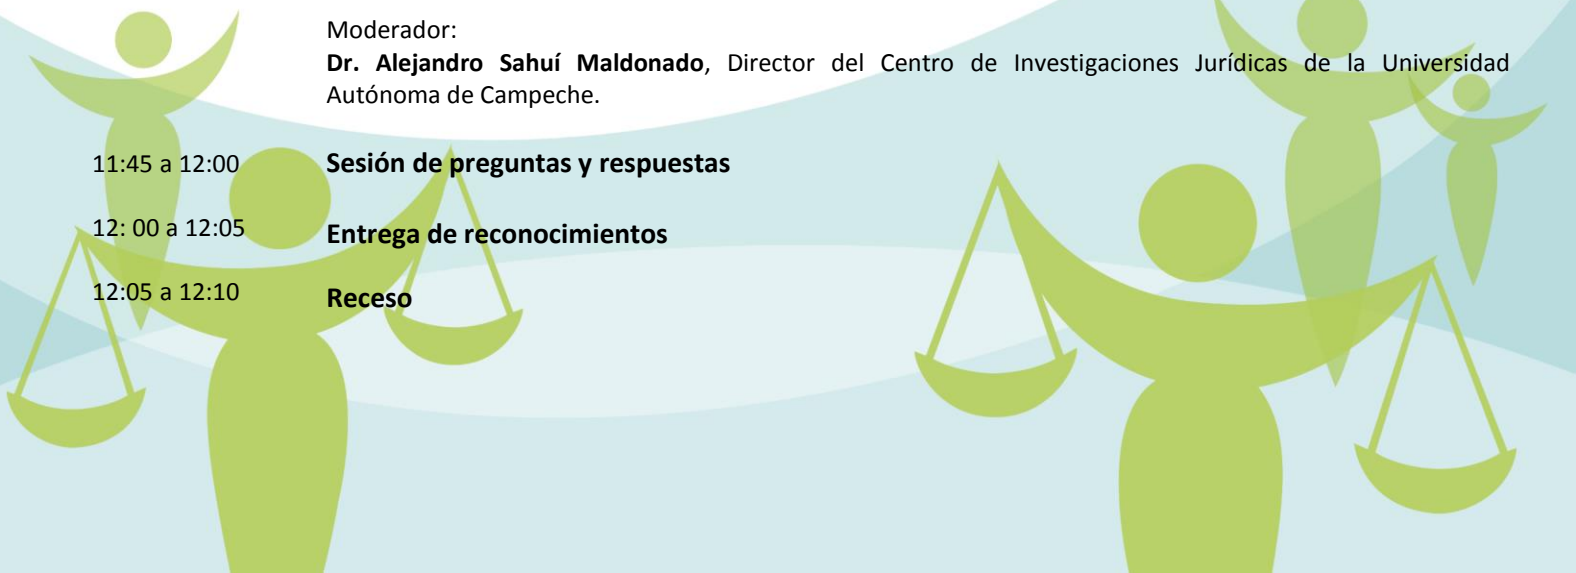 Moderador:
Dr. Alejandro Sahuí Maldonado, Director del Centro de Investigaciones Jurídicas de la Universidad
Autónoma de Campeche.
11:45 a 12:00 Sesión de preguntas y respuestas
12: 00 a 12:05 Entrega de reconocimientos
12:05 a 12:10 Receso